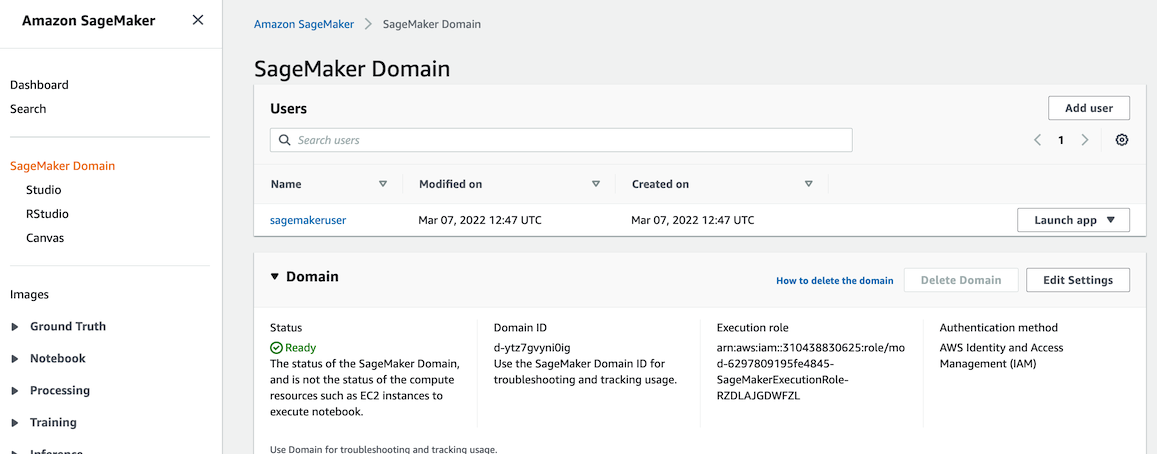 Amazon SageMaker
Dashboard
Search
SageMaker Domain
Studio
RStudio
Canvas
Images
Ground Truth
Notebook
Processing
Training
Inference
Amazon SageMaker > SageMaker Domain
SageMaker Domain
Users
Add user
Search users
1
Name
Modified on
Created on
sagemakeruser
Mar 07, 2022 12:47 UTC
Mar 07, 2022 12:47 UTC
Launch app
Domain
How to delete the domain
Delete Domain
Edit Settings
Status
Ready
The status of the SageMaker Domain,
and is not the status of the compute
resources such as EC2 instances to
execute notebook.
Domain ID
d-ytz7gvyni0ig
Use the SageMaker Domain ID for
troubleshooting and tracking usage.
Execution role
arn:aws:iam::310438830625:role/mo
d-6297809195fe4845-
SageMakerExecutionRole-
RZDLAJGDWFZL
Authentication method
AWS Identity and Access
Management (IAM)
Use Domain for troubleshooting and tracking usage.